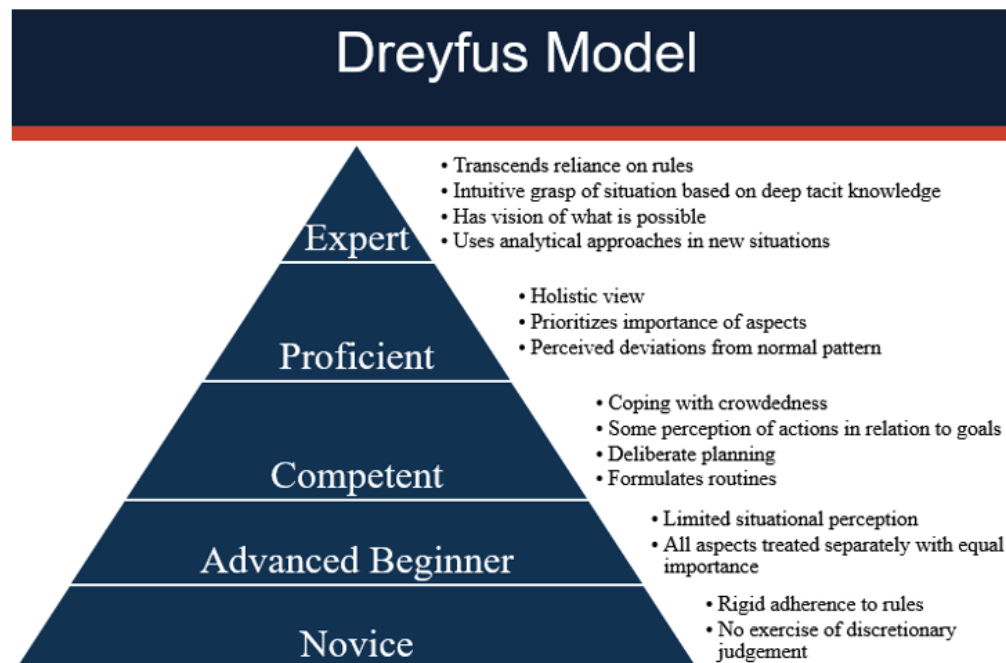 Dreyfus Model
Expert
• Transcends reliance on rules
• Intuitive grasp of situation based on deep tacit knowledge
• Has vision of what is possible
• Uses analytical approaches in new situations
Proficient
• Holistic view
• Prioritizes importance of aspects
• Perceived deviations from normal pattern
Competent
• Coping with crowdedness
• Some perception of actions in relation to goals
• Deliberate planning
• Formulates routines
Advanced Beginner
• Limited situational perception
• All aspects treated separately with equal
importance
Novice
• Rigid adherence to rules
• No exercise of discretionary
judgement